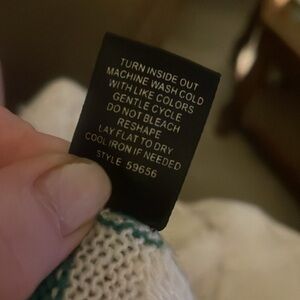 TURN INSIDE OUT
MACHINE WASH COLD
WITH LIKE COLORS
GENTLE CYCLE
DO NOT BLEACH
RESHAPE
LAY FLAT TO DRY
COOL IRON IF NEEDED
STYLE 59656